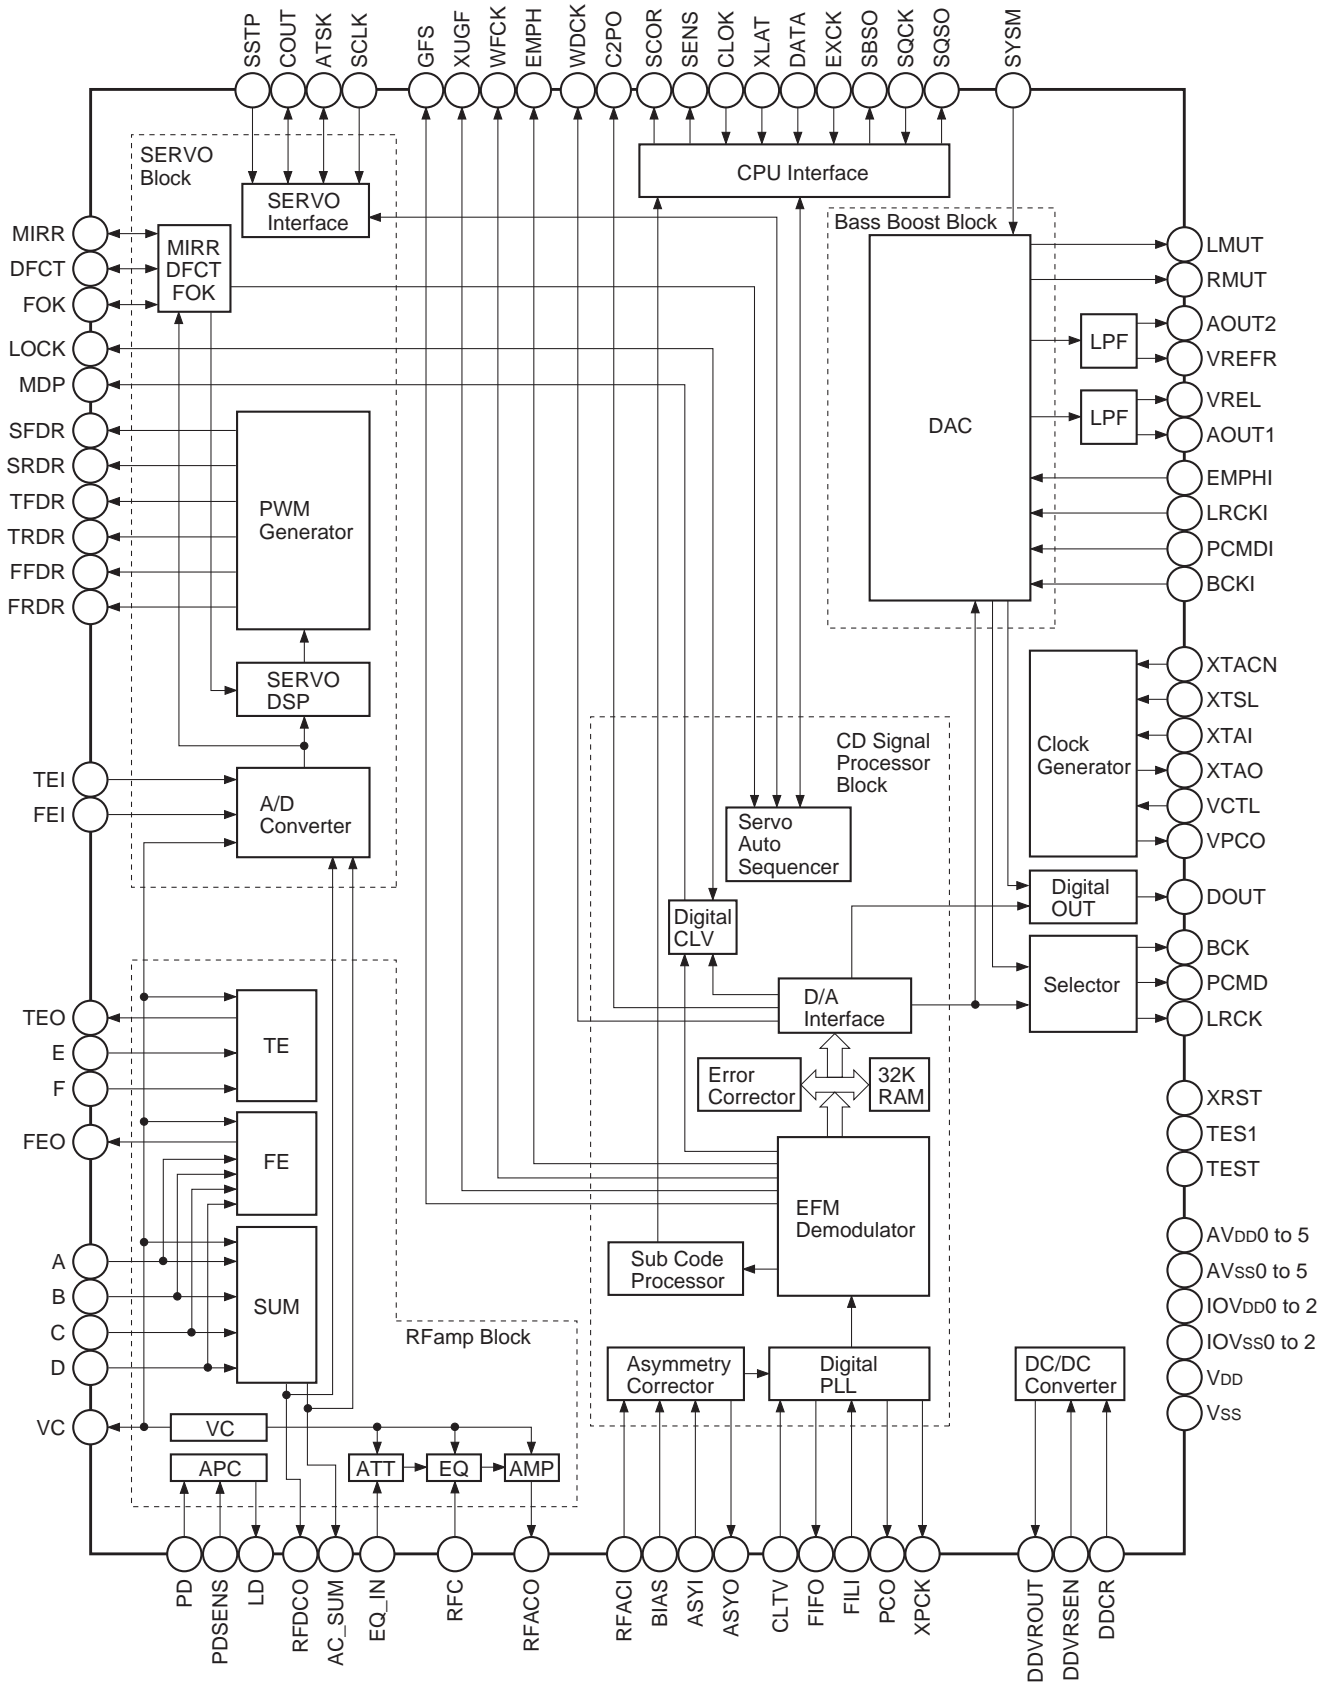 SSTP
COUT
ATSK
SCLK
GFS
XUGF
WFCK
EMPH
WDCK
C2PO
SCOR
SENS
CLOK
XLAT
DATA
EXCK
SBSO
SQCK
SQSO
SYSM
SERVO
Block
SERVO
Interface
CPU Interface
Bass Boost Block
MIRR
DFCT
FOK
LOCK
MDP
SFDR
SRDR
TFDR
TRDR
FFDR
FRDR
TEI
FEI
TEO
E
F
FEO
A
B
C
D
VC
MIRR
DFCT
FOK
PWM
Generator
SERVO
DSP
A/D
Converter
TE
FE
SUM
RFamp Block
VC
APC
ATT
EQ
AMP
DAC
LPF
LPF
CD Signal
Processor
Block
Servo
Auto
Sequencer
Digital
CLV
D/A
Interface
Error
Corrector
32K
RAM
EFM
Demodulator
Sub Code
Processor
Asymmetry
Corrector
Digital
PLL
Clock
Generator
Digital
OUT
Selector
DC/DC
Converter
LMUT
RMUT
AOUT2
VREFR
VREL
AOUT1
EMPHI
LRCKI
PCMDI
BCKI
XTACN
XTSL
XTAI
XTAO
VCTL
VPCO
DOUT
BCK
PCMD
LRCK
XRST
TES1
TEST
AVDD0 to 5
AVSS0 to 5
IOVDD0 to 2
IOVSS0 to 2
VDD
VSS
PD
PDSENS
LD
RFDCO
AC_SUM
EQ_IN
RFC
RFACO
RFACI
BIAS
ASYI
ASYO
CLTV
FIFO
FILI
PCO
XPCK
DDVROUT
DDVRSEN
DDCR